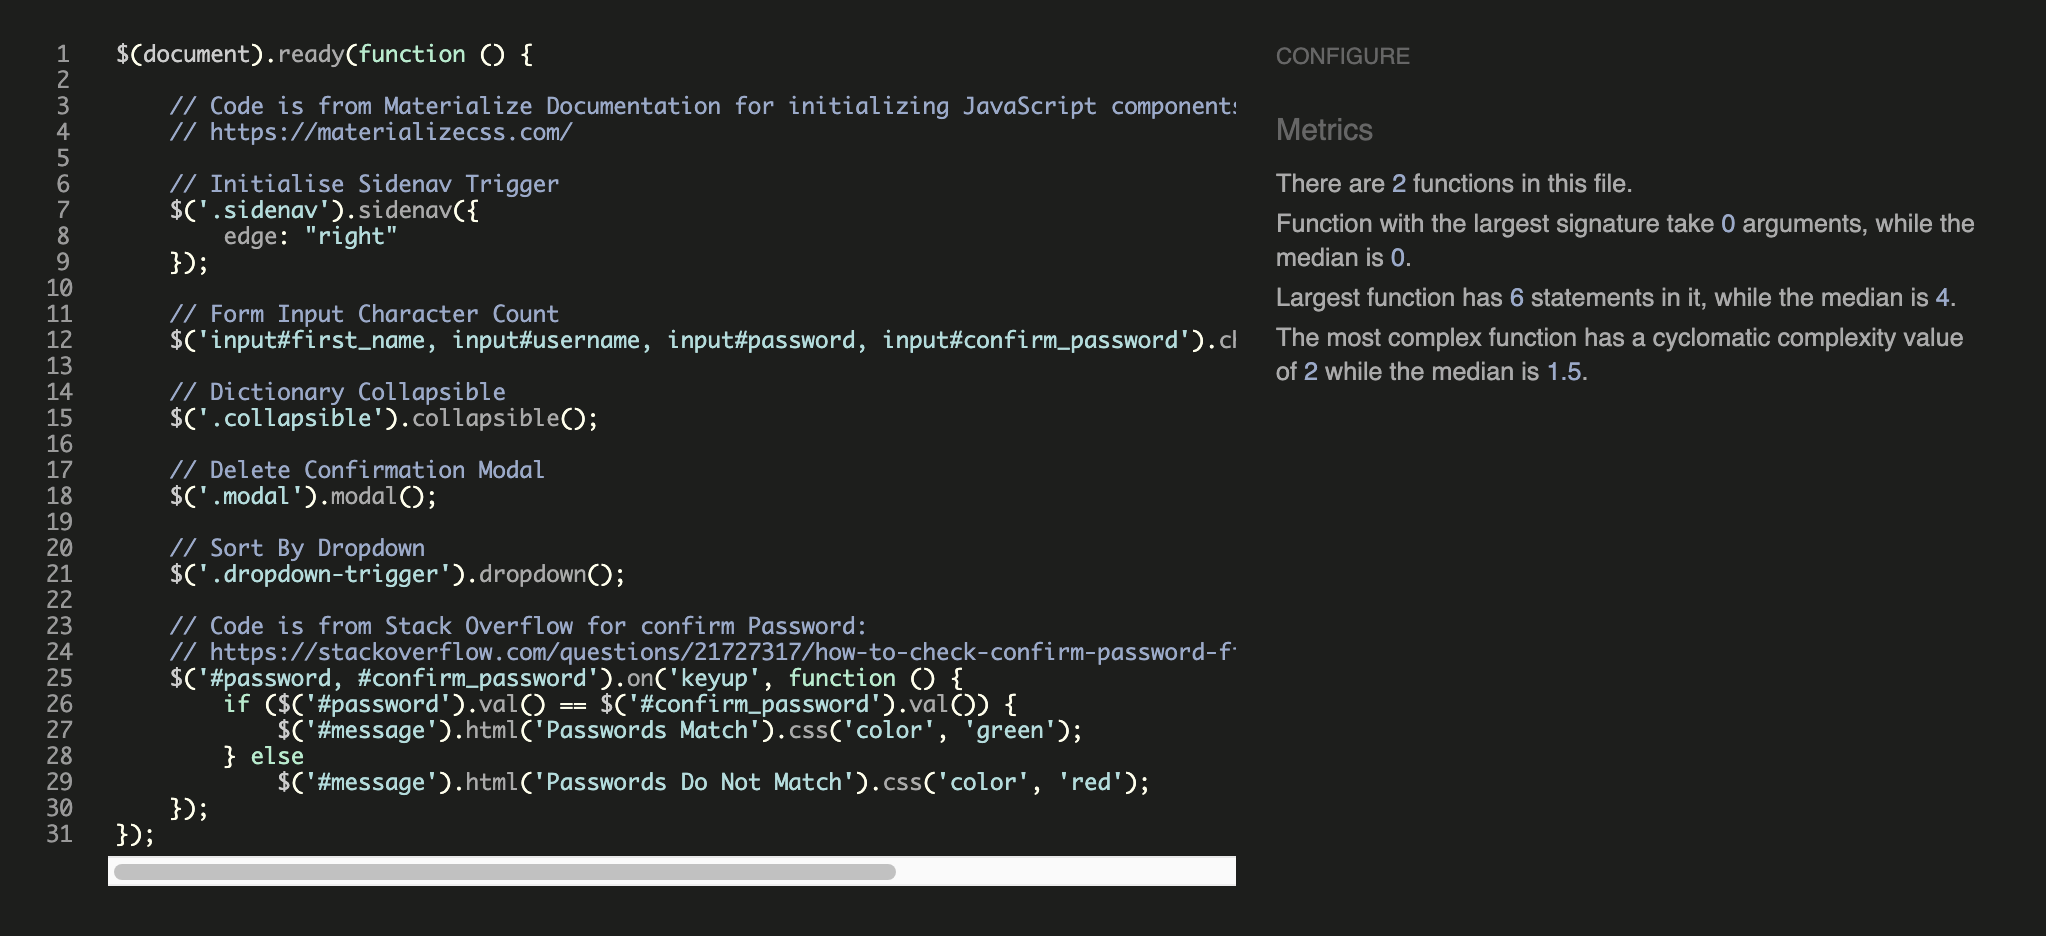 1 $(document).ready(function () {
2
3 // Code is from Materialize Documentation for initializing JavaScript
4 // https://materializecss.com/
5
6 // Initialise Sidenav Trigger
7 $('.sidenav').sidenav({
8 edge: "right"
9 });
10
11 // Form Input Character Count
12 $('input#first_name, input#username, input#password, input#confirm_password').
13
14 // Dictionary Collapsible
15 $('.collapsible').collapsible();
16
17 // Delete Confirmation Modal
18 $('.modal').modal();
19
20 // Sort By Dropdown
21 $('.dropdown-trigger').dropdown();
22
23 // Code is from Stack Overflow for confirm Password:
24 // https://stackoverflow.com/questions/21727317/how-to-check-confirm-password-
25 $('#password, #confirm_password').on('keyup', function () {
26 if ($('#password').val() == $('#confirm_password').val()) {
27 $('#message').html('Passwords Match').css('color', 'green');
28 } else
29 $('#message').html('Passwords Do Not Match').css('color', 'red');
30 });
31 });
CONFIGURE
Metrics
There are 2 functions in this file.
Function with the largest signature take 0 arguments, while the
median is 0.
Largest function has 6 statements in it, while the median is 4.
The most complex function has a cyclomatic complexity value
of 2 while the median is 1.5.